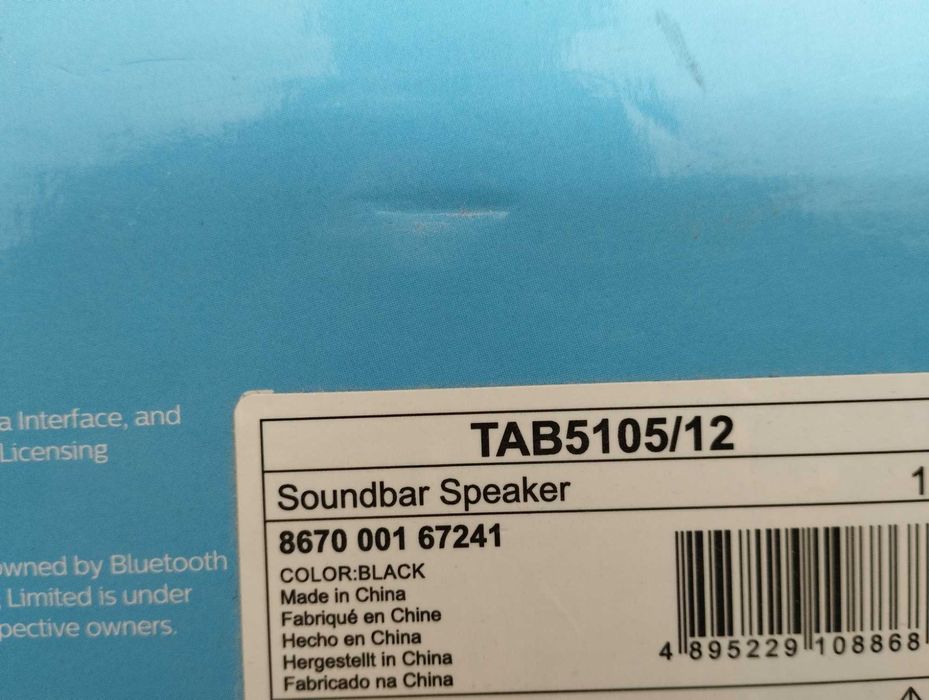 a Interface, and
Licensing
owned by Bluetooth
Limited is under
pective owners.
TAB5105/12
Soundbar Speaker
1
8670 001 67241
COLOR:BLACK
Made in China
Fabriqué en Chine
Hecho en China
Hergestellt in China
Fabricado na China
4 895229 108868